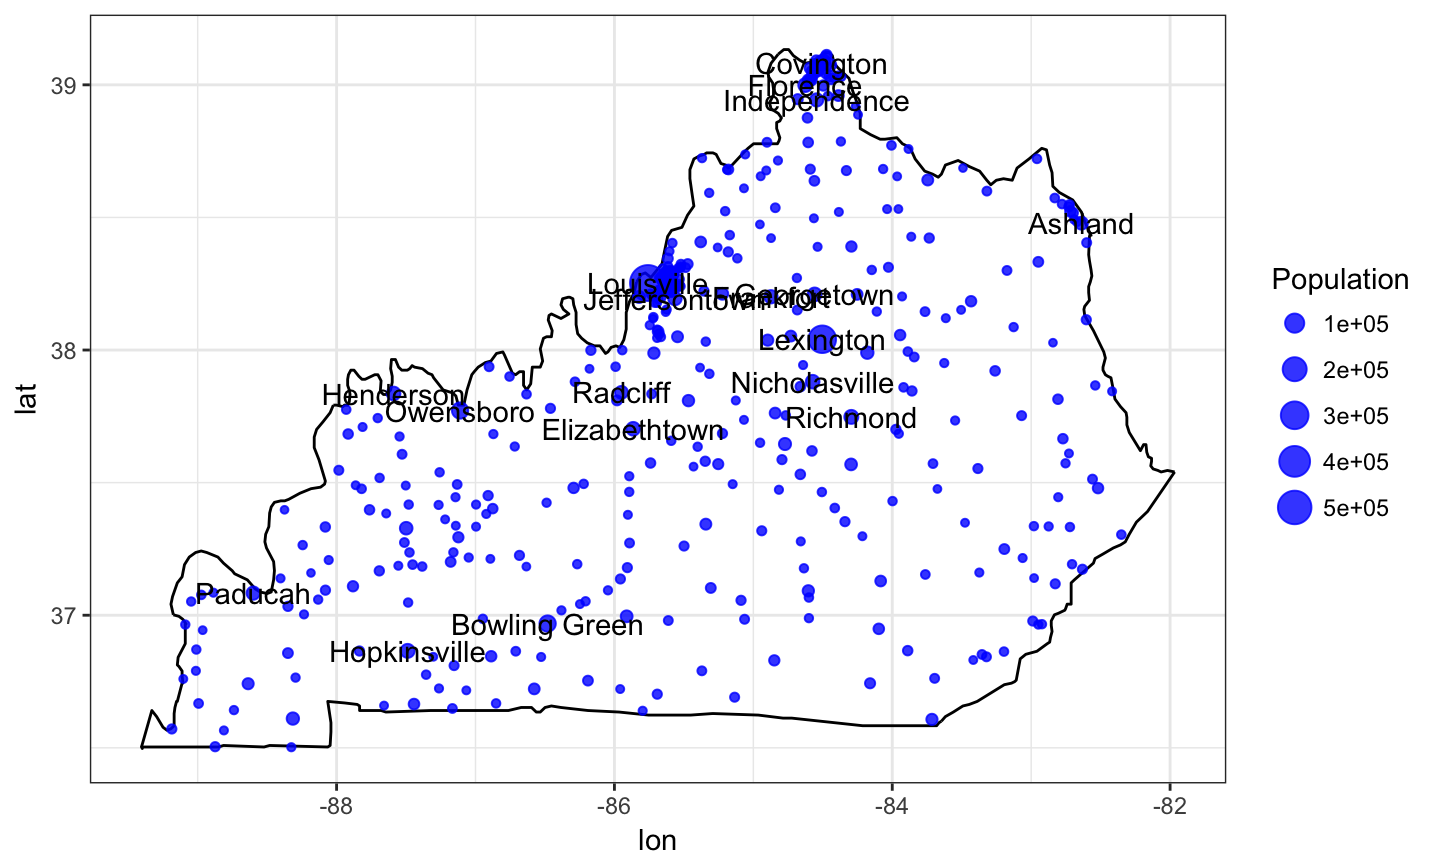 39
38
37
lat
-88
-86
-84
-82
lon
Covington
Florence
Independence
Ashland
Louisville
Jeffersontown
Frankfort
Georgetown
Lexington
Nicholasville
Henderson
Radcliff
Owensboro
Richmond
Elizabethtown
Paducah
Bowling Green
Hopkinsville
Population
1e+05
2e+05
3e+05
4e+05
5e+05